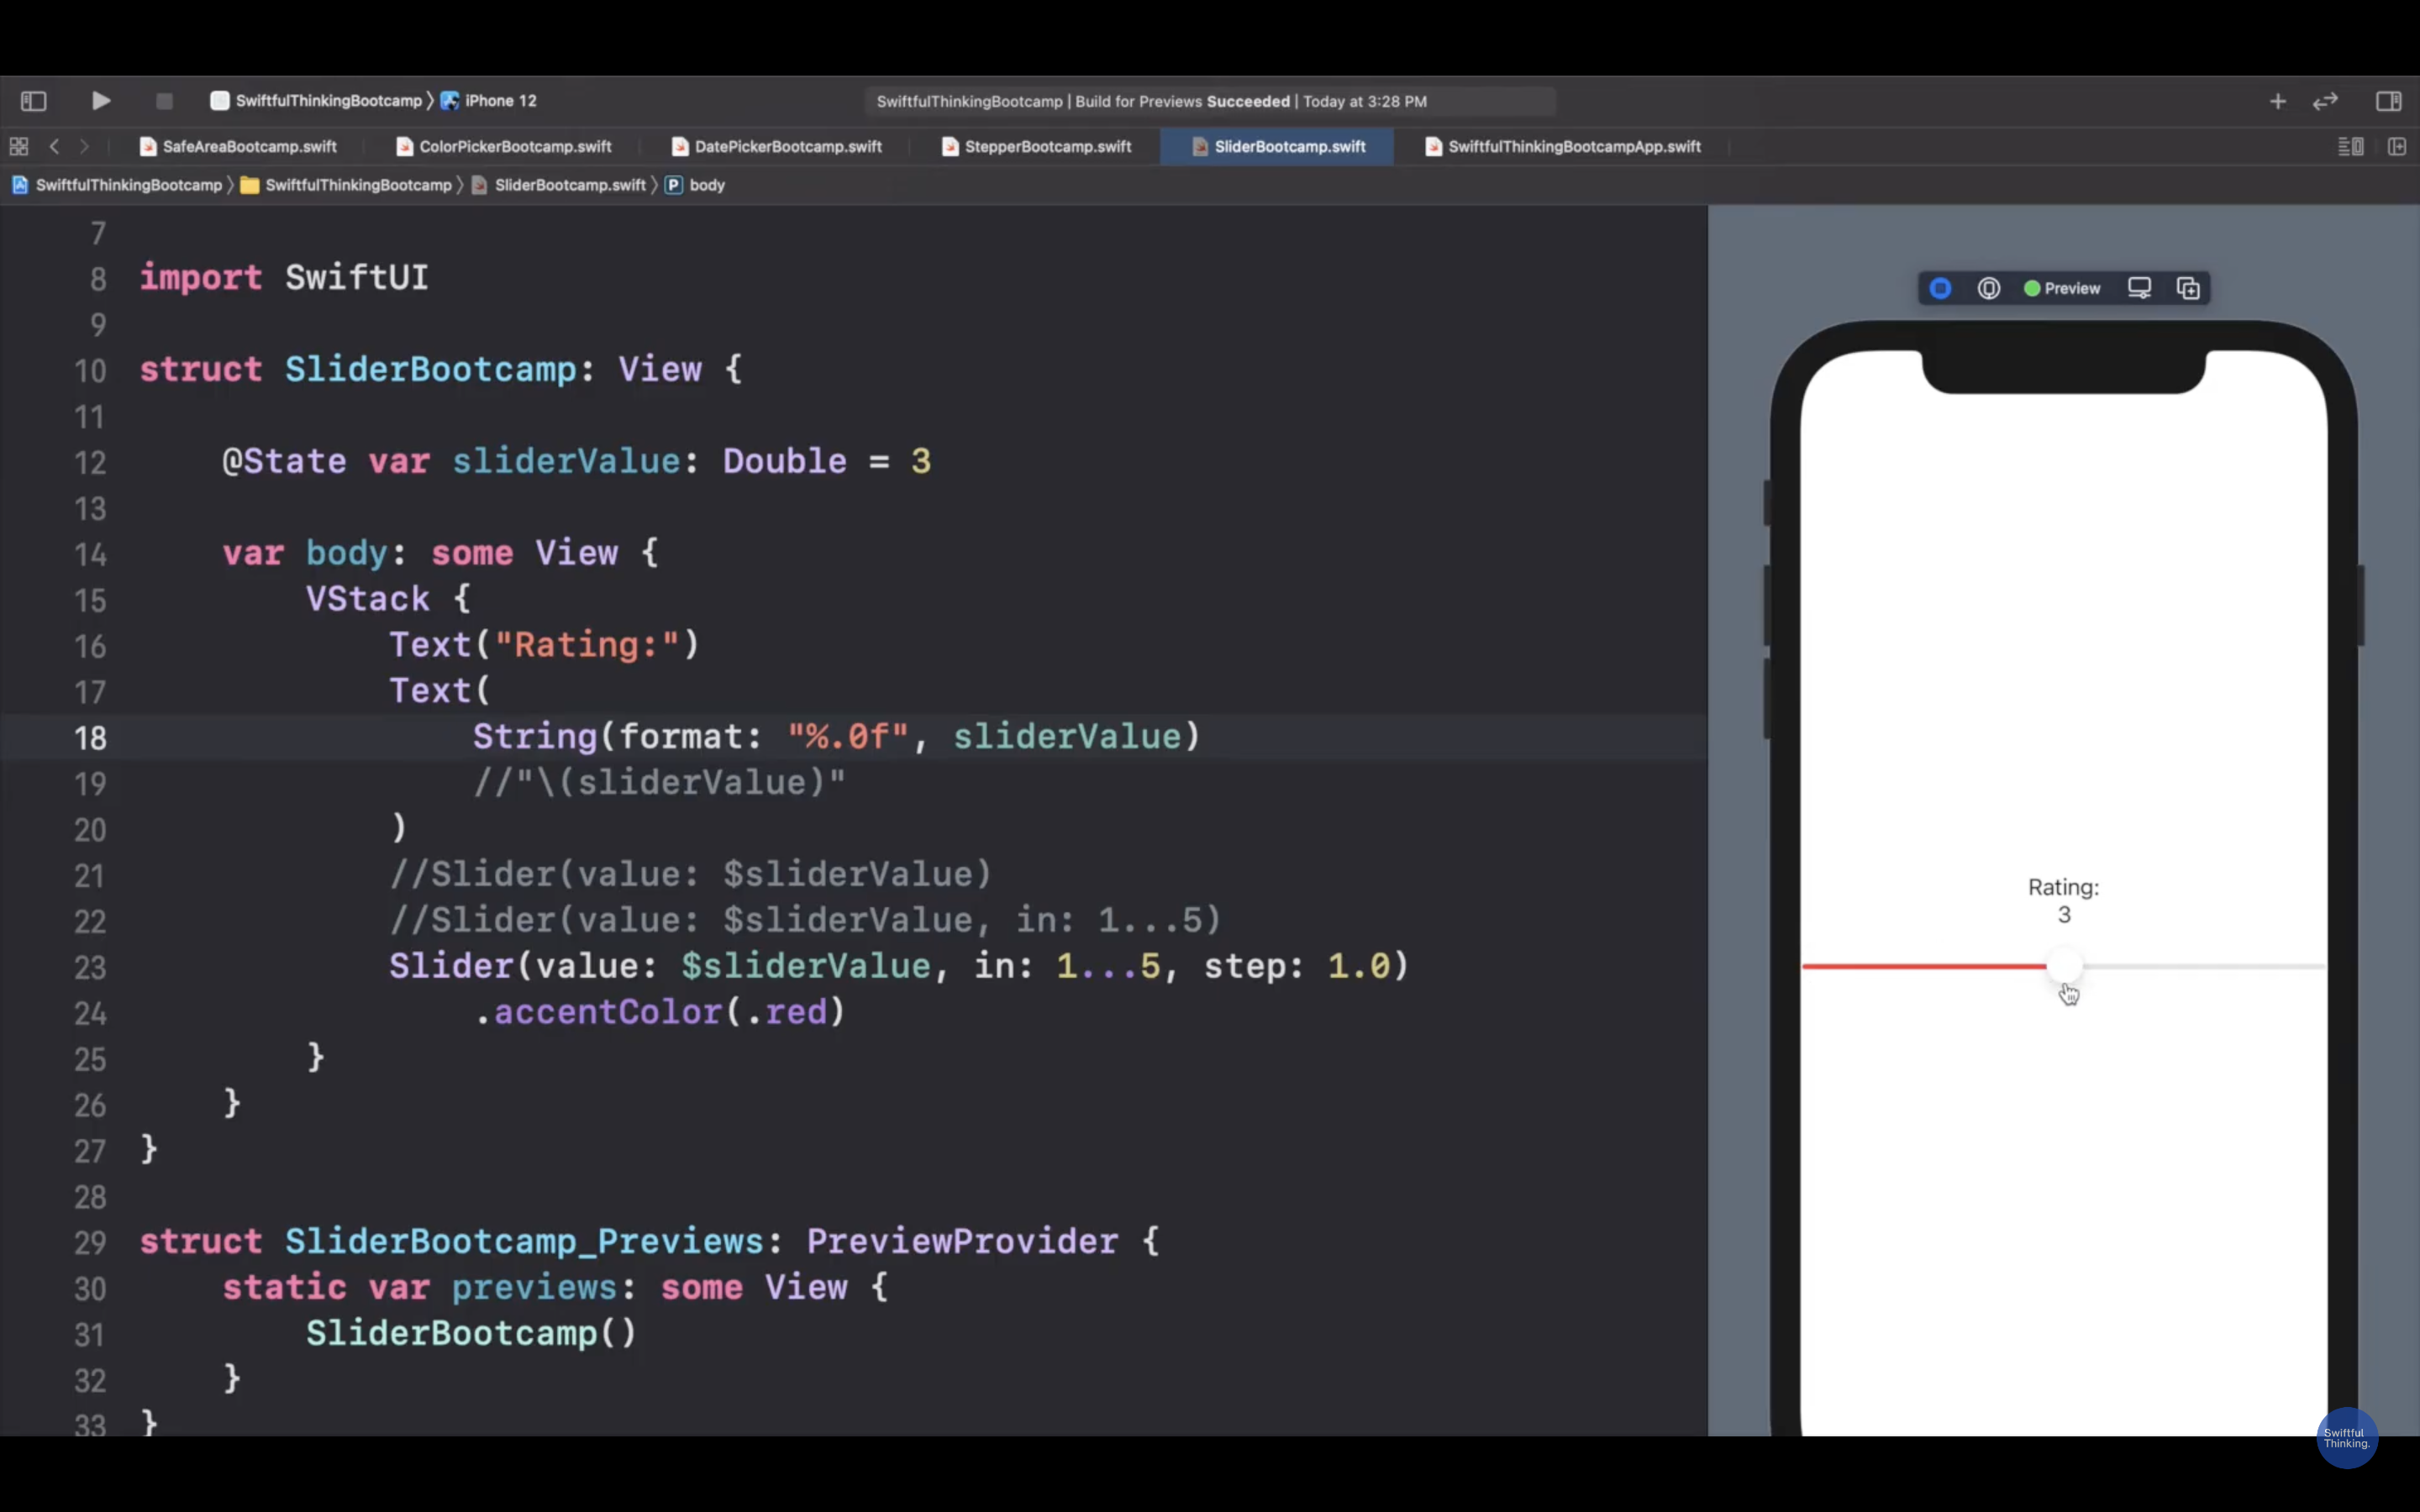 SwiftfulThinkingBootcamp 〉 iPhone 12
SwiftfulThinkingBootcamp | Build for Previews Succeeded | Today at 3:28 PM
SafeAreaBootcamp.swift
ColorPickerBootcamp.swift
DatePickerBootcamp.swift
StepperBootcamp.swift
SliderBootcamp.swift
SwiftfulThinkingBootcampApp.swift
SwiftfulThinkingBootcamp 〉 SwiftfulThinkingBootcamp 〉 SliderBootcamp.swift 〉 P body
7
8 import SwiftUI
9
10 struct SliderBootcamp: View {
11
12 @State var sliderValue: Double = 3
13
14 var body: some View {
15 VStack {
16 Text("Rating:")
17 Text(
18 String(format: "%.0f", sliderValue)
19 //"\(sliderValue)"
20 )
21 //Slider(value: $sliderValue)
22 //Slider(value: $sliderValue, in: 1...5)
23 Slider(value: $sliderValue, in: 1...5, step: 1.0)
24 .accentColor(.red)
25 }
26 }
27 }
28
29 struct SliderBootcamp_Previews: PreviewProvider {
30 static var previews: some View {
31 SliderBootcamp()
32 }
33 }
Preview
Rating:
3
Swiftful
Thinking.